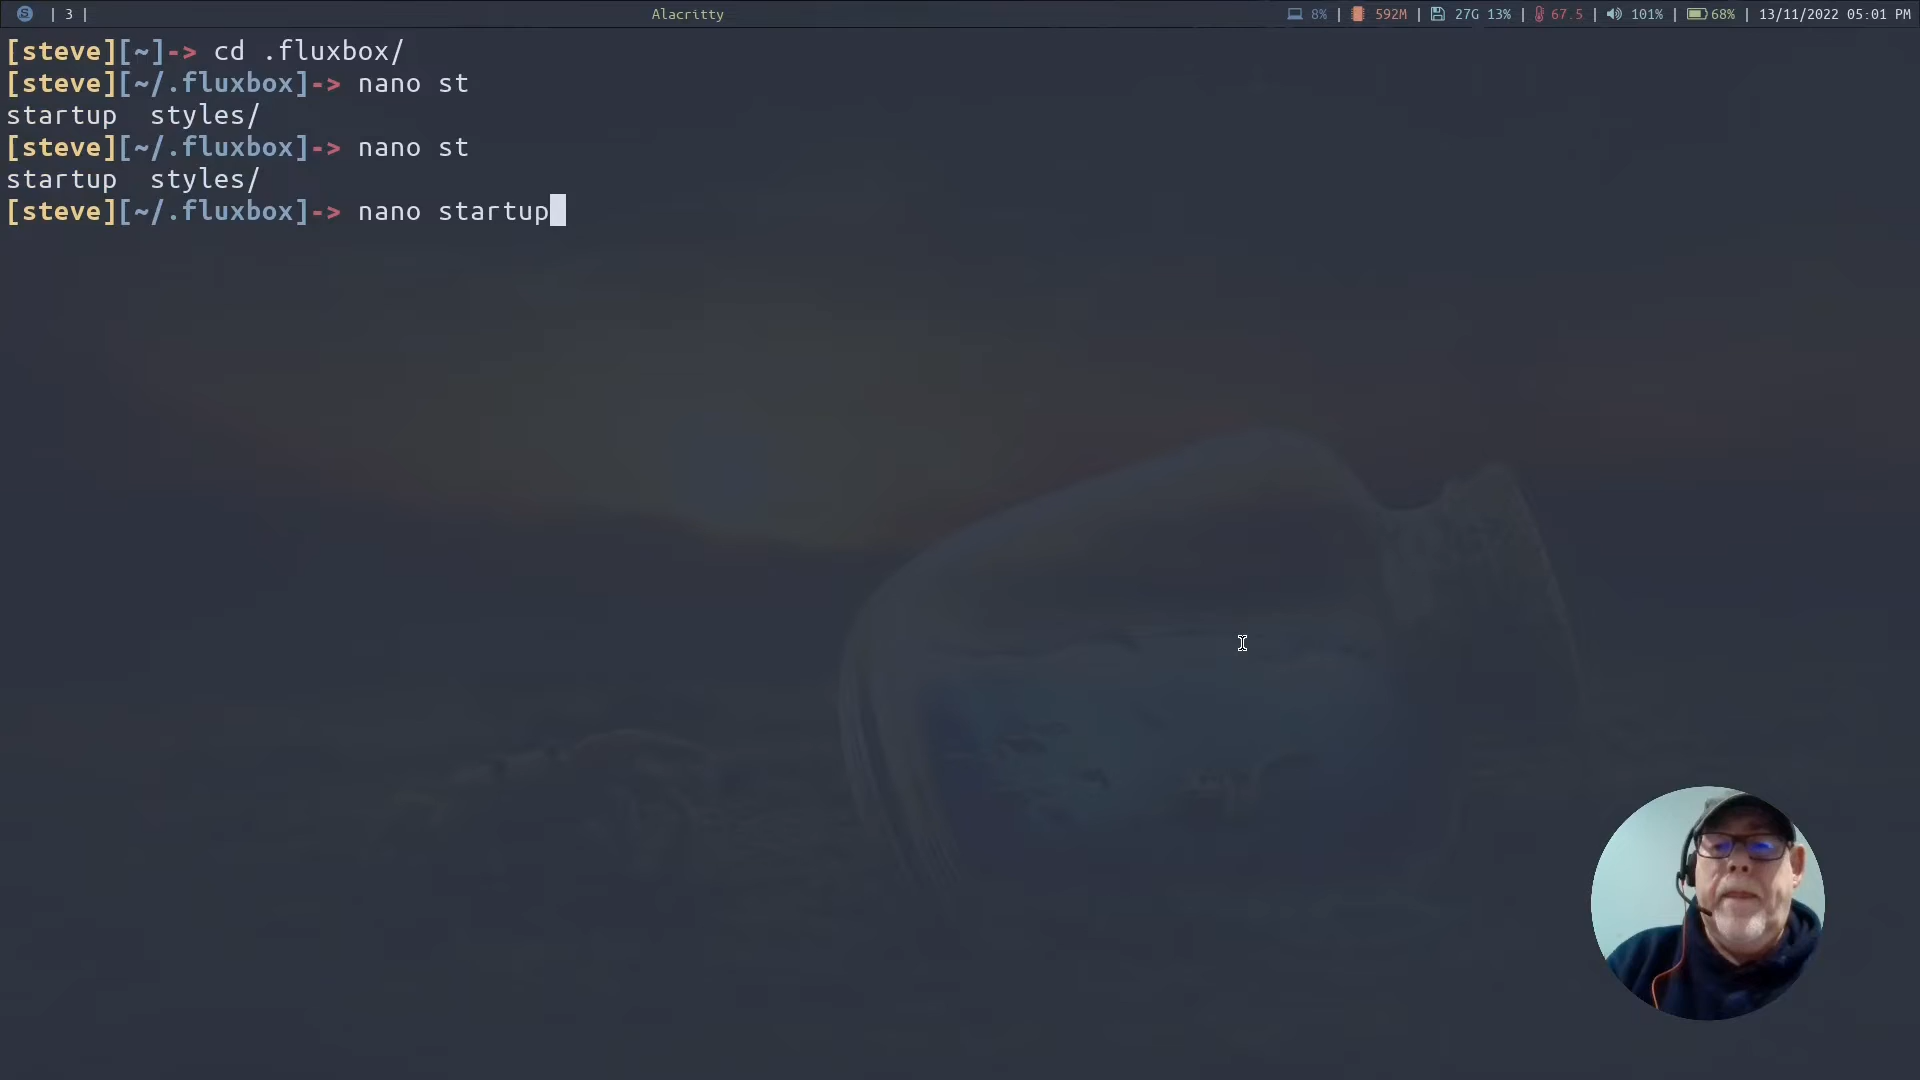 S | 3 | Alacritty 8% | 592M | 27G 13% | 67.5 | 101% | 68% | 13/11/2022 05:01 PM
[steve][~]-> cd .fluxbox/
[steve][~/.fluxbox]-> nano st
startup  styles/
[steve][~/.fluxbox]-> nano st
startup  styles/
[steve][~/.fluxbox]-> nano startup